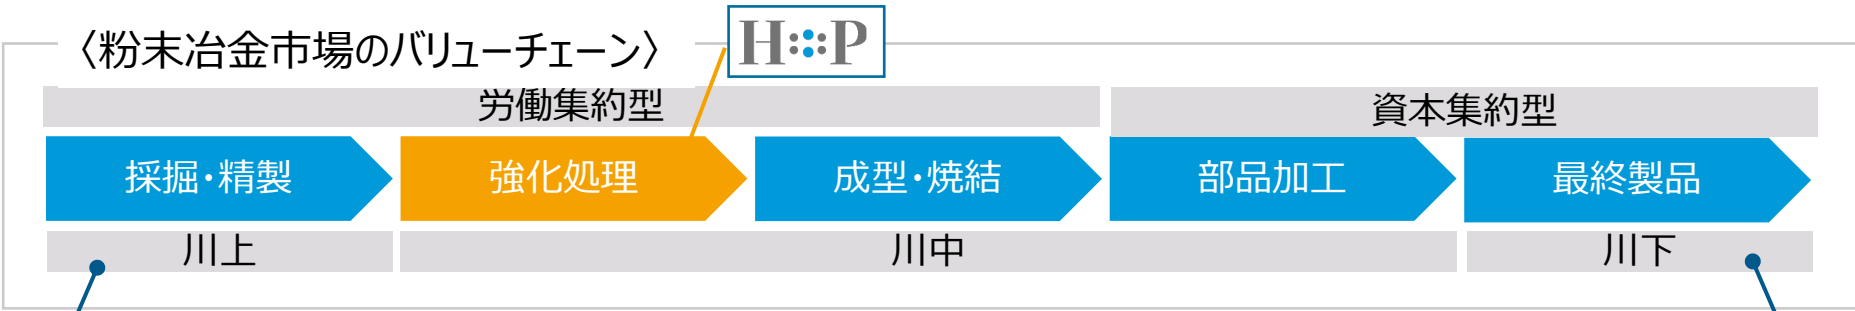 〈粉末冶金市場のバリューチェーン〉
H P
労働集約型
資本集約型
採掘・精製
強化処理
成型・焼結
部品加工
最終製品
川上
川中
川下